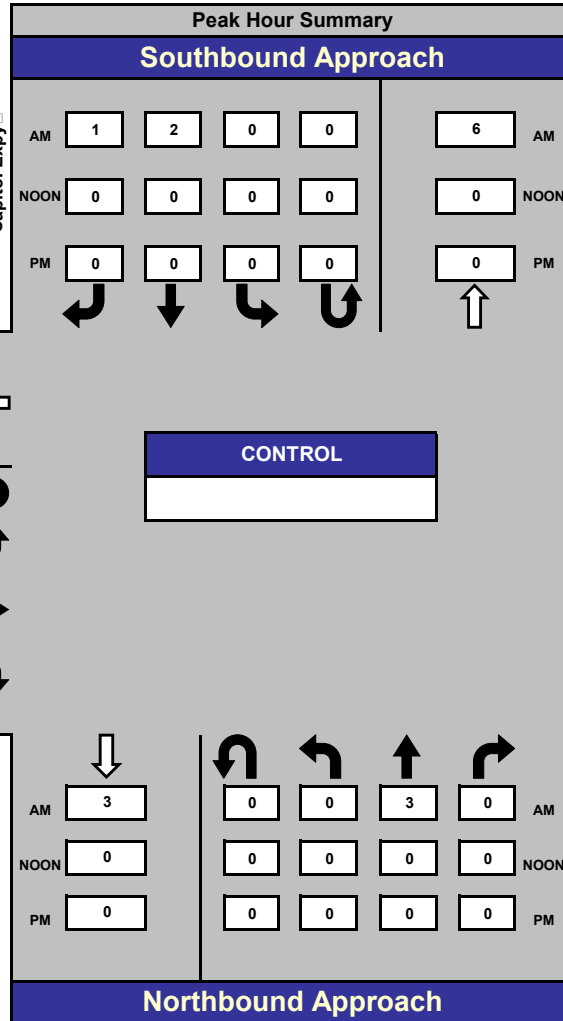 Peak Hour Summary
Southbound Approach
AM 1 2 0 0 6 AM
NOON 0 0 0 0 0 NOON
PM 0 0 0 0 0 PM
CONTROL
AM 3 0 0 3 0 AM
NOON 0 0 0 0 0 NOON
PM 0 0 0 0 0 PM
Northbound Approach